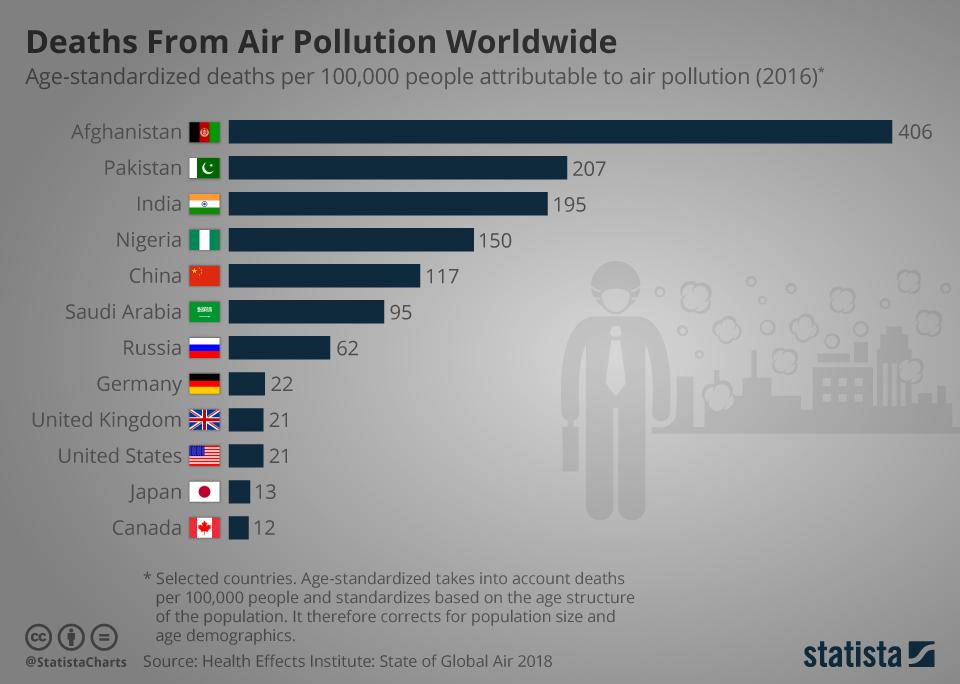 Deaths From Air Pollution Worldwide
Age-standardized deaths per 100,000 people attributable to air pollution (2016)*
Afghanistan 406
Pakistan 207
India 195
Nigeria 150
China 117
Saudi Arabia 95
Russia 62
Germany 22
United Kingdom 21
United States 21
Japan 13
Canada 12
* Selected countries. Age-standardized takes into account deaths
per 100,000 people and standardizes based on the age structure
of the population. It therefore corrects for population size and
age demographics.
cc
@StatistaCharts Source: Health Effects Institute: State of Global Air 2018
statista